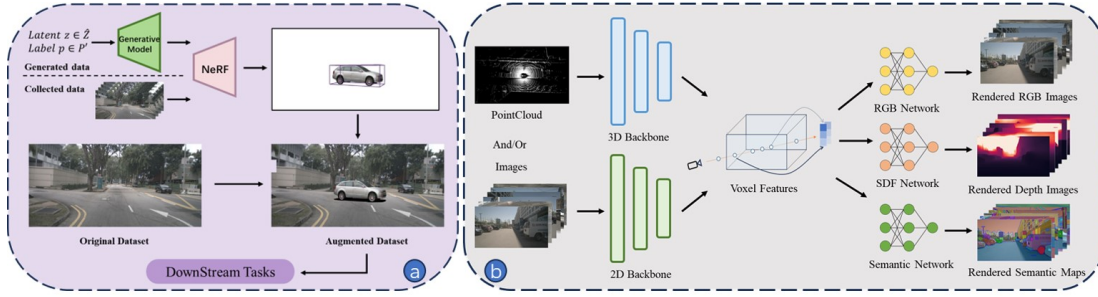 Latent z ∈ Ẑ
Label p ∈ P'
Generative
Model
NeRF
Generated data
Collected data
Original Dataset
Augmented Dataset
DownStream Tasks
a
PointCloud
And/Or
Images
3D Backbone
2D Backbone
Voxel Features
RGB Network
SDF Network
Semantic Network
Rendered RGB Images
Rendered Depth Images
Rendered Semantic Maps
b